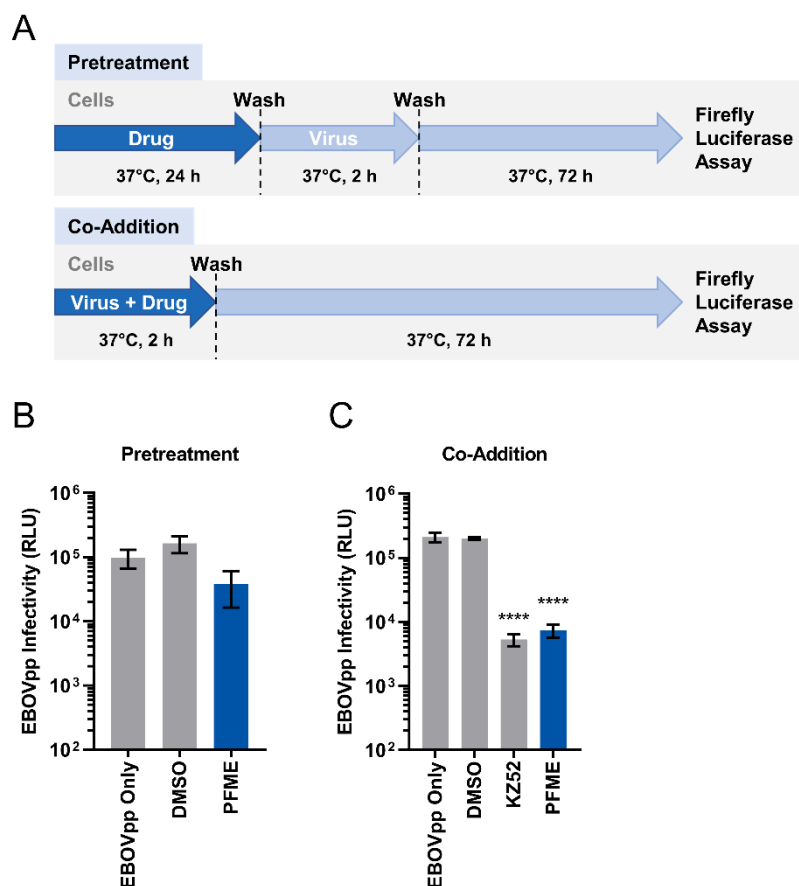 A
Pretreatment
Cells
Wash
Wash
Drug
Virus
37°C, 24 h
37°C, 2 h
37°C, 72 h
Firefly
Luciferase
Assay
Co-Addition
Cells
Wash
Virus + Drug
37°C, 2 h
37°C, 72 h
Firefly
Luciferase
Assay
B
Pretreatment
EBOVpp Infectivity (RLU)
10⁶
10⁵
10⁴
10³
10²
EBOVpp Only
DMSO
PFME
C
Co-Addition
EBOVpp Infectivity (RLU)
10⁶
10⁵
10⁴
10³
10²
****
****
EBOVpp Only
DMSO
KZ52
PFME